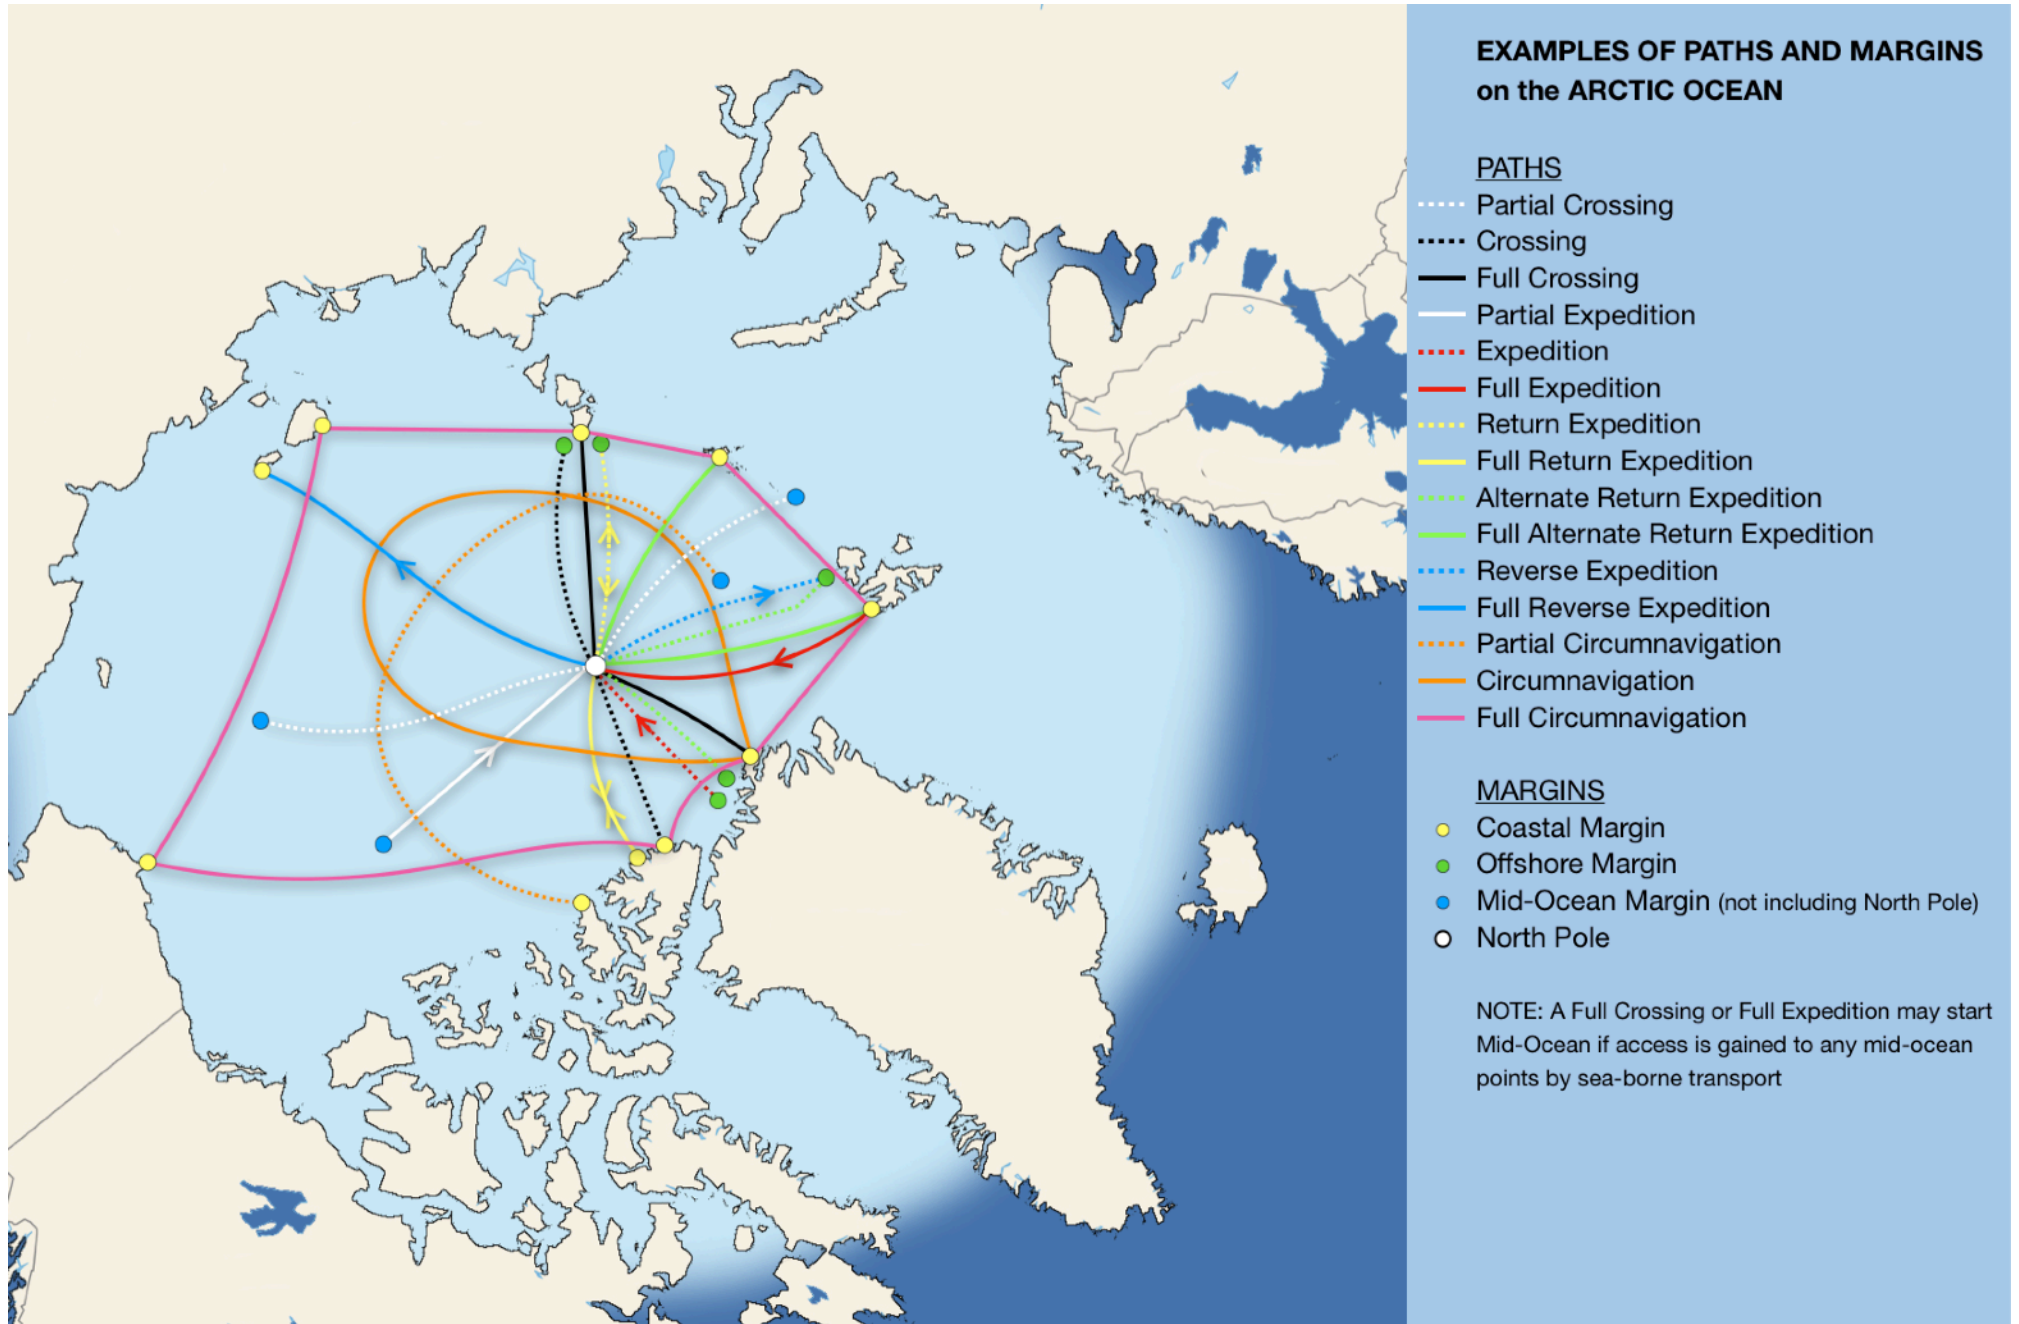 EXAMPLES OF PATHS AND MARGINS
on the ARCTIC OCEAN
PATHS
Partial Crossing
Crossing
Full Crossing
Partial Expedition
Expedition
Full Expedition
Return Expedition
Full Return Expedition
Alternate Return Expedition
Full Alternate Return Expedition
Reverse Expedition
Full Reverse Expedition
Partial Circumnavigation
Circumnavigation
Full Circumnavigation
MARGINS
Coastal Margin
Offshore Margin
Mid-Ocean Margin (not including North Pole)
North Pole
NOTE: A Full Crossing or Full Expedition may start
Mid-Ocean if access is gained to any mid-ocean
points by sea-borne transport